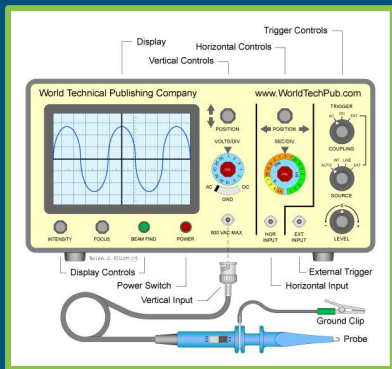 Trigger Controls
Display
Horizontal Controls
Vertical Controls
World Technical Publishing Company
www.WorldTechPub.com
TRIGGER
AC DC EXT
COUPLING
POSITION
POSITION
VOLTS/DIV
SEC/DIV
AUTO INT LINE EXT
SOURCE
AC DC
GND
INTENSITY
FOCUS
BEAM FIND
POWER
500 VAC MAX.
HOR INPUT
EXT INPUT
LEVEL
Display Controls
External Trigger
Power Switch
Horizontal Input
Vertical Input
Ground Clip
Probe